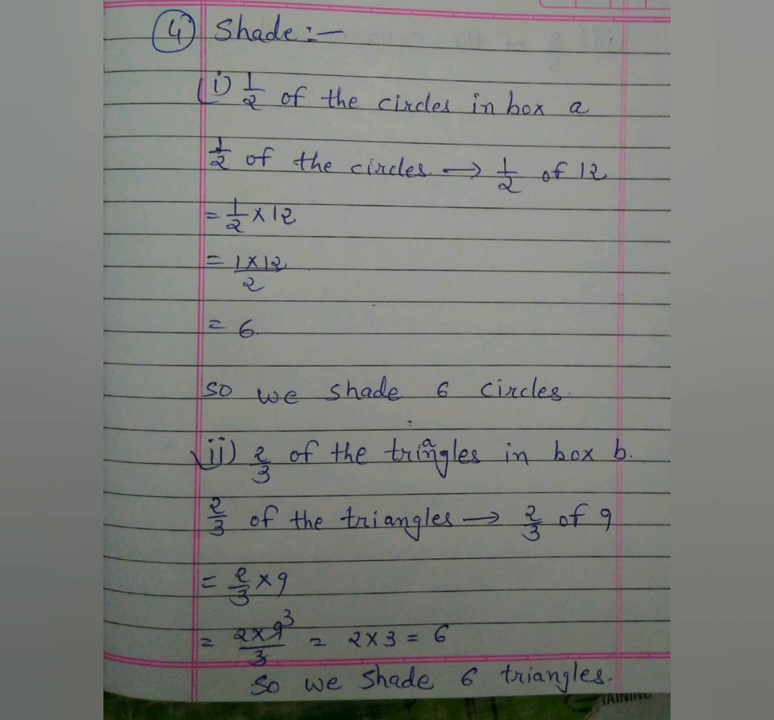 4) Shade :-
(i) 1/2 of the circles in box a
1/2 of the circles → 1/2 of 12
= 1/2 × 12
= 1×12/2
= 6
so we shade 6 circles.
(ii) 2/3 of the triangles in box b.
2/3 of the triangles → 2/3 of 9
= 2/3 × 9
= 2×9/3 3 = 2×3 = 6
so we shade 6 triangles.